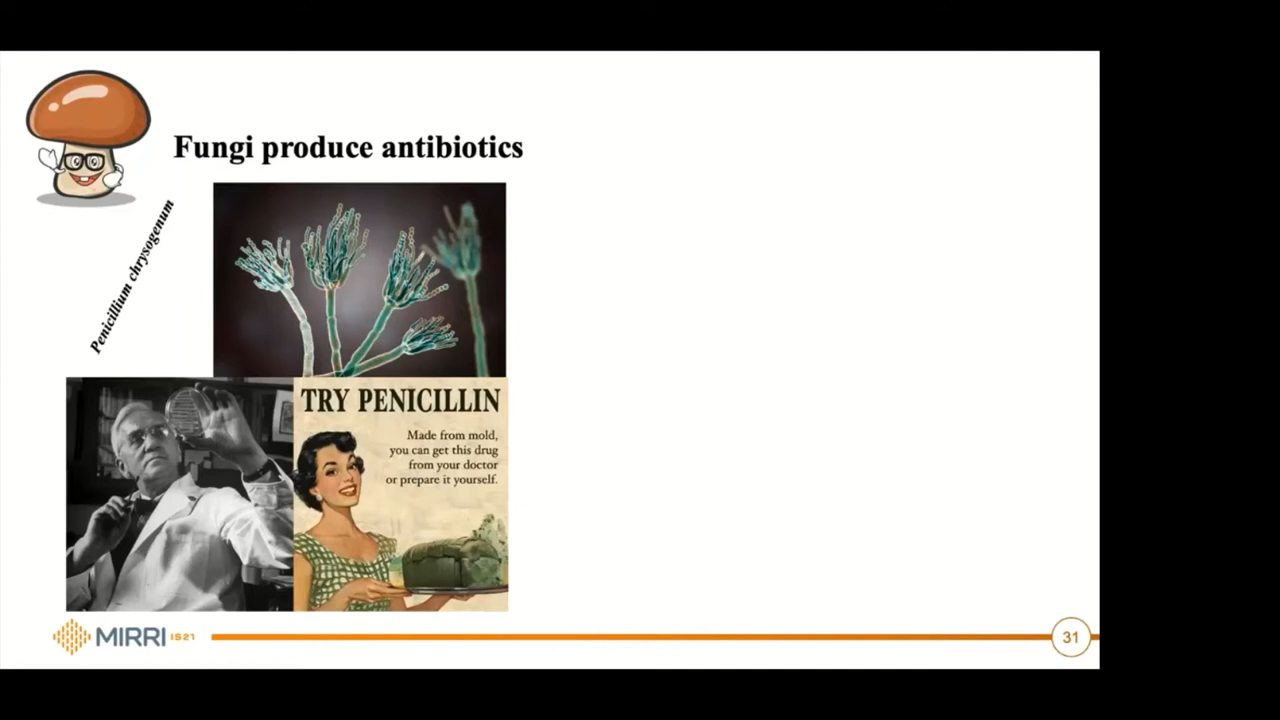 Fungi produce antibiotics
Penicillium chrysogenum
TRY PENICILLIN
Made from mold,
you can get this drug
from your doctor
or prepare it yourself.
MIRRI IS21
31